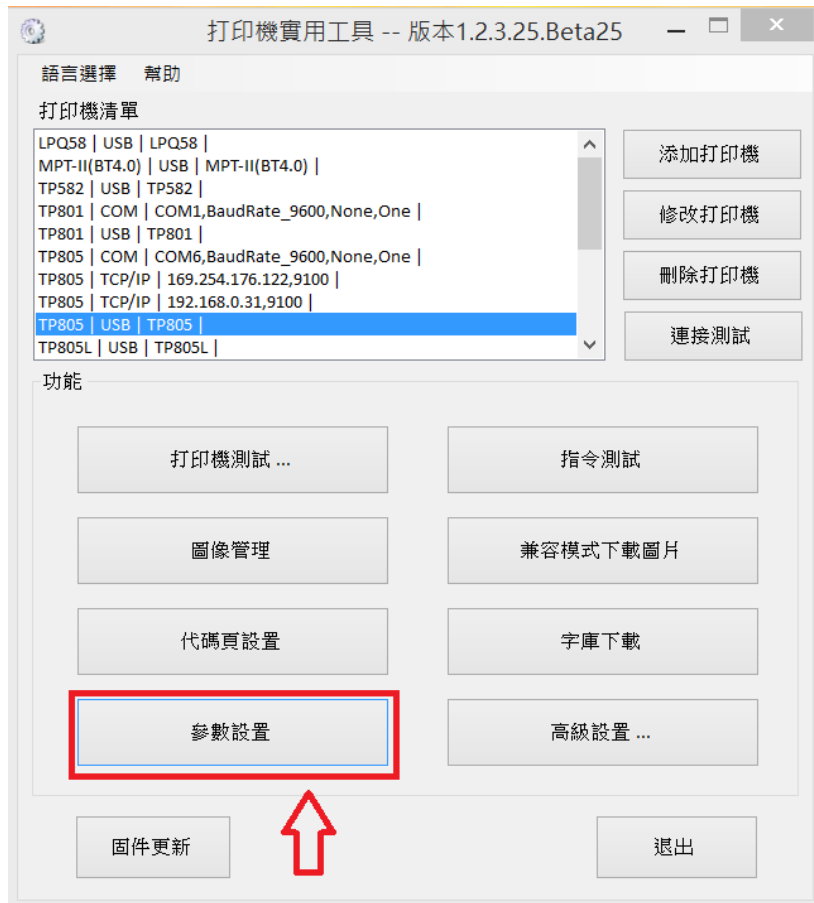 打印機實用工具 -- 版本1.2.3.25.Beta25
語言選擇 幫助
打印機清單
LPQ58 | USB | LPQ58 |
MPT-II(BT4.0) | USB | MPT-II(BT4.0) |
TP582 | USB | TP582 |
TP801 | COM | COM1,BaudRate_9600,None,One |
TP801 | USB | TP801 |
TP805 | COM | COM6,BaudRate_9600,None,One |
TP805 | TCP/IP | 169.254.176.122,9100 |
TP805 | TCP/IP | 192.168.0.31,9100 |
TP805 | USB | TP805 |
TP805L | USB | TP805L |
添加打印機
修改打印機
刪除打印機
連接測試
功能
打印機測試 ...
指令測試
圖像管理
兼容模式下載圖片
代碼頁設置
字庫下載
參數設置
高級設置 ...
固件更新
退出